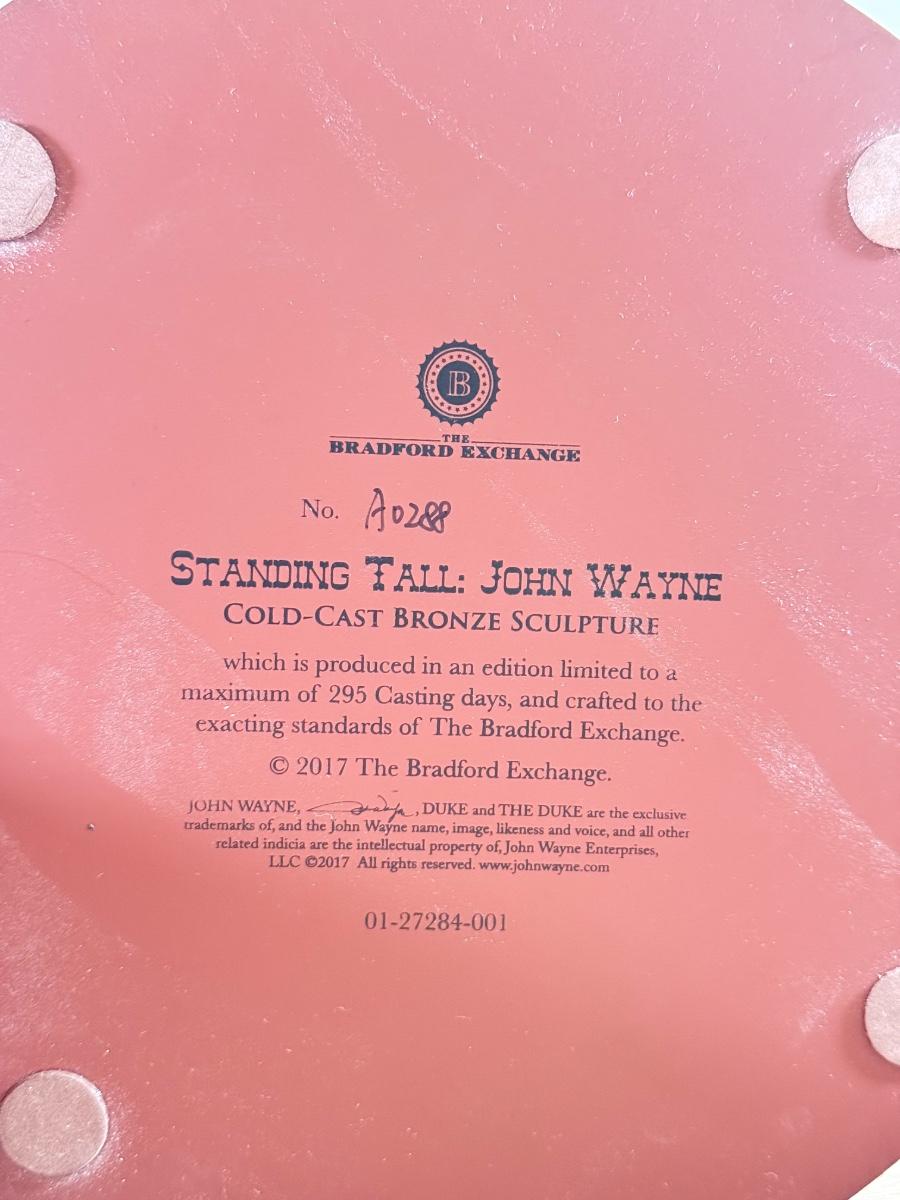 B
THE
BRADFORD EXCHANGE
No. A0288
STANDING TALL: JOHN WAYNE
COLD-CAST BRONZE SCULPTURE
which is produced in an edition limited to a
maximum of 295 Casting days, and crafted to the
exacting standards of The Bradford Exchange.
© 2017 The Bradford Exchange.
JOHN WAYNE, , DUKE and THE DUKE are the exclusive
trademarks of, and the John Wayne name, image, likeness and voice, and all other
related indicia are the intellectual property of, John Wayne Enterprises,
LLC ©2017 All rights reserved. www.johnwayne.com
01-27284-001